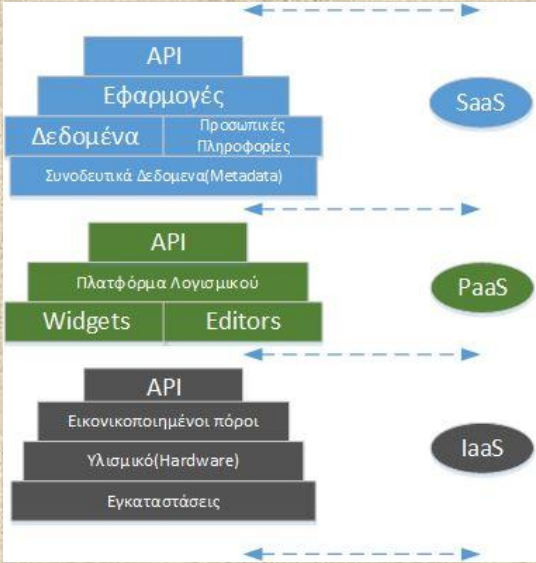 API
Εφαρμογές
SaaS
Δεδομένα
Προσωπικές
Πληροφορίες
Συνοδευτικά Δεδομενα(Metadata)
API
Πλατφόρμα Λογισμικού
PaaS
Widgets
Editors
API
Εικονικοποιημένοι πόροι
IaaS
Υλισμικό(Hardware)
Εγκαταστάσεις